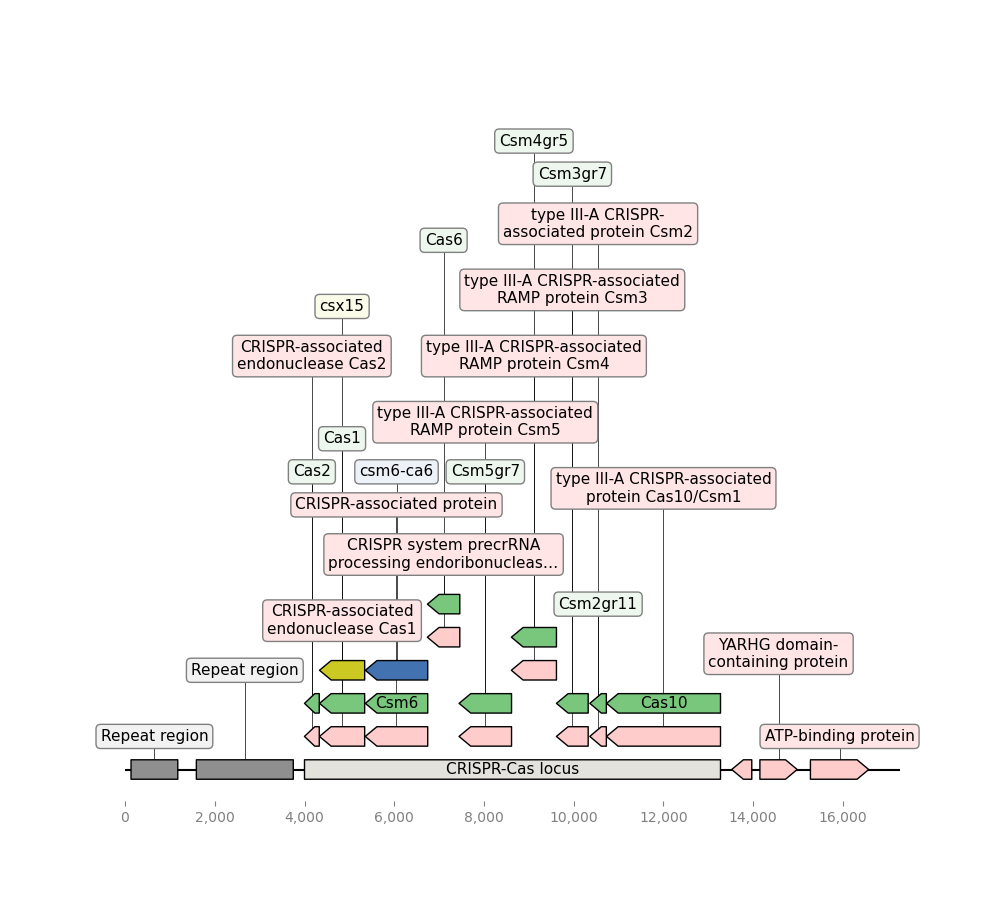 Csm4gr5
Csm3gr7
type III-A CRISPR-
associated protein Csm2
Cas6
type III-A CRISPR-associated
RAMP protein Csm3
csx15
CRISPR-associated
endonuclease Cas2
type III-A CRISPR-associated
RAMP protein Csm4
type III-A CRISPR-associated
RAMP protein Csm5
Cas1
Cas2
csm6-ca6
Csm5gr7
type III-A CRISPR-associated
protein Cas10/Csm1
CRISPR-associated protein
CRISPR system precrRNA
processing endoribonucleas...
Csm2gr11
CRISPR-associated
endonuclease Cas1
YARHG domain-
containing protein
Repeat region
Csm6
Cas10
Repeat region
ATP-binding protein
CRISPR-Cas locus
0
2,000
4,000
6,000
8,000
10,000
12,000
14,000
16,000